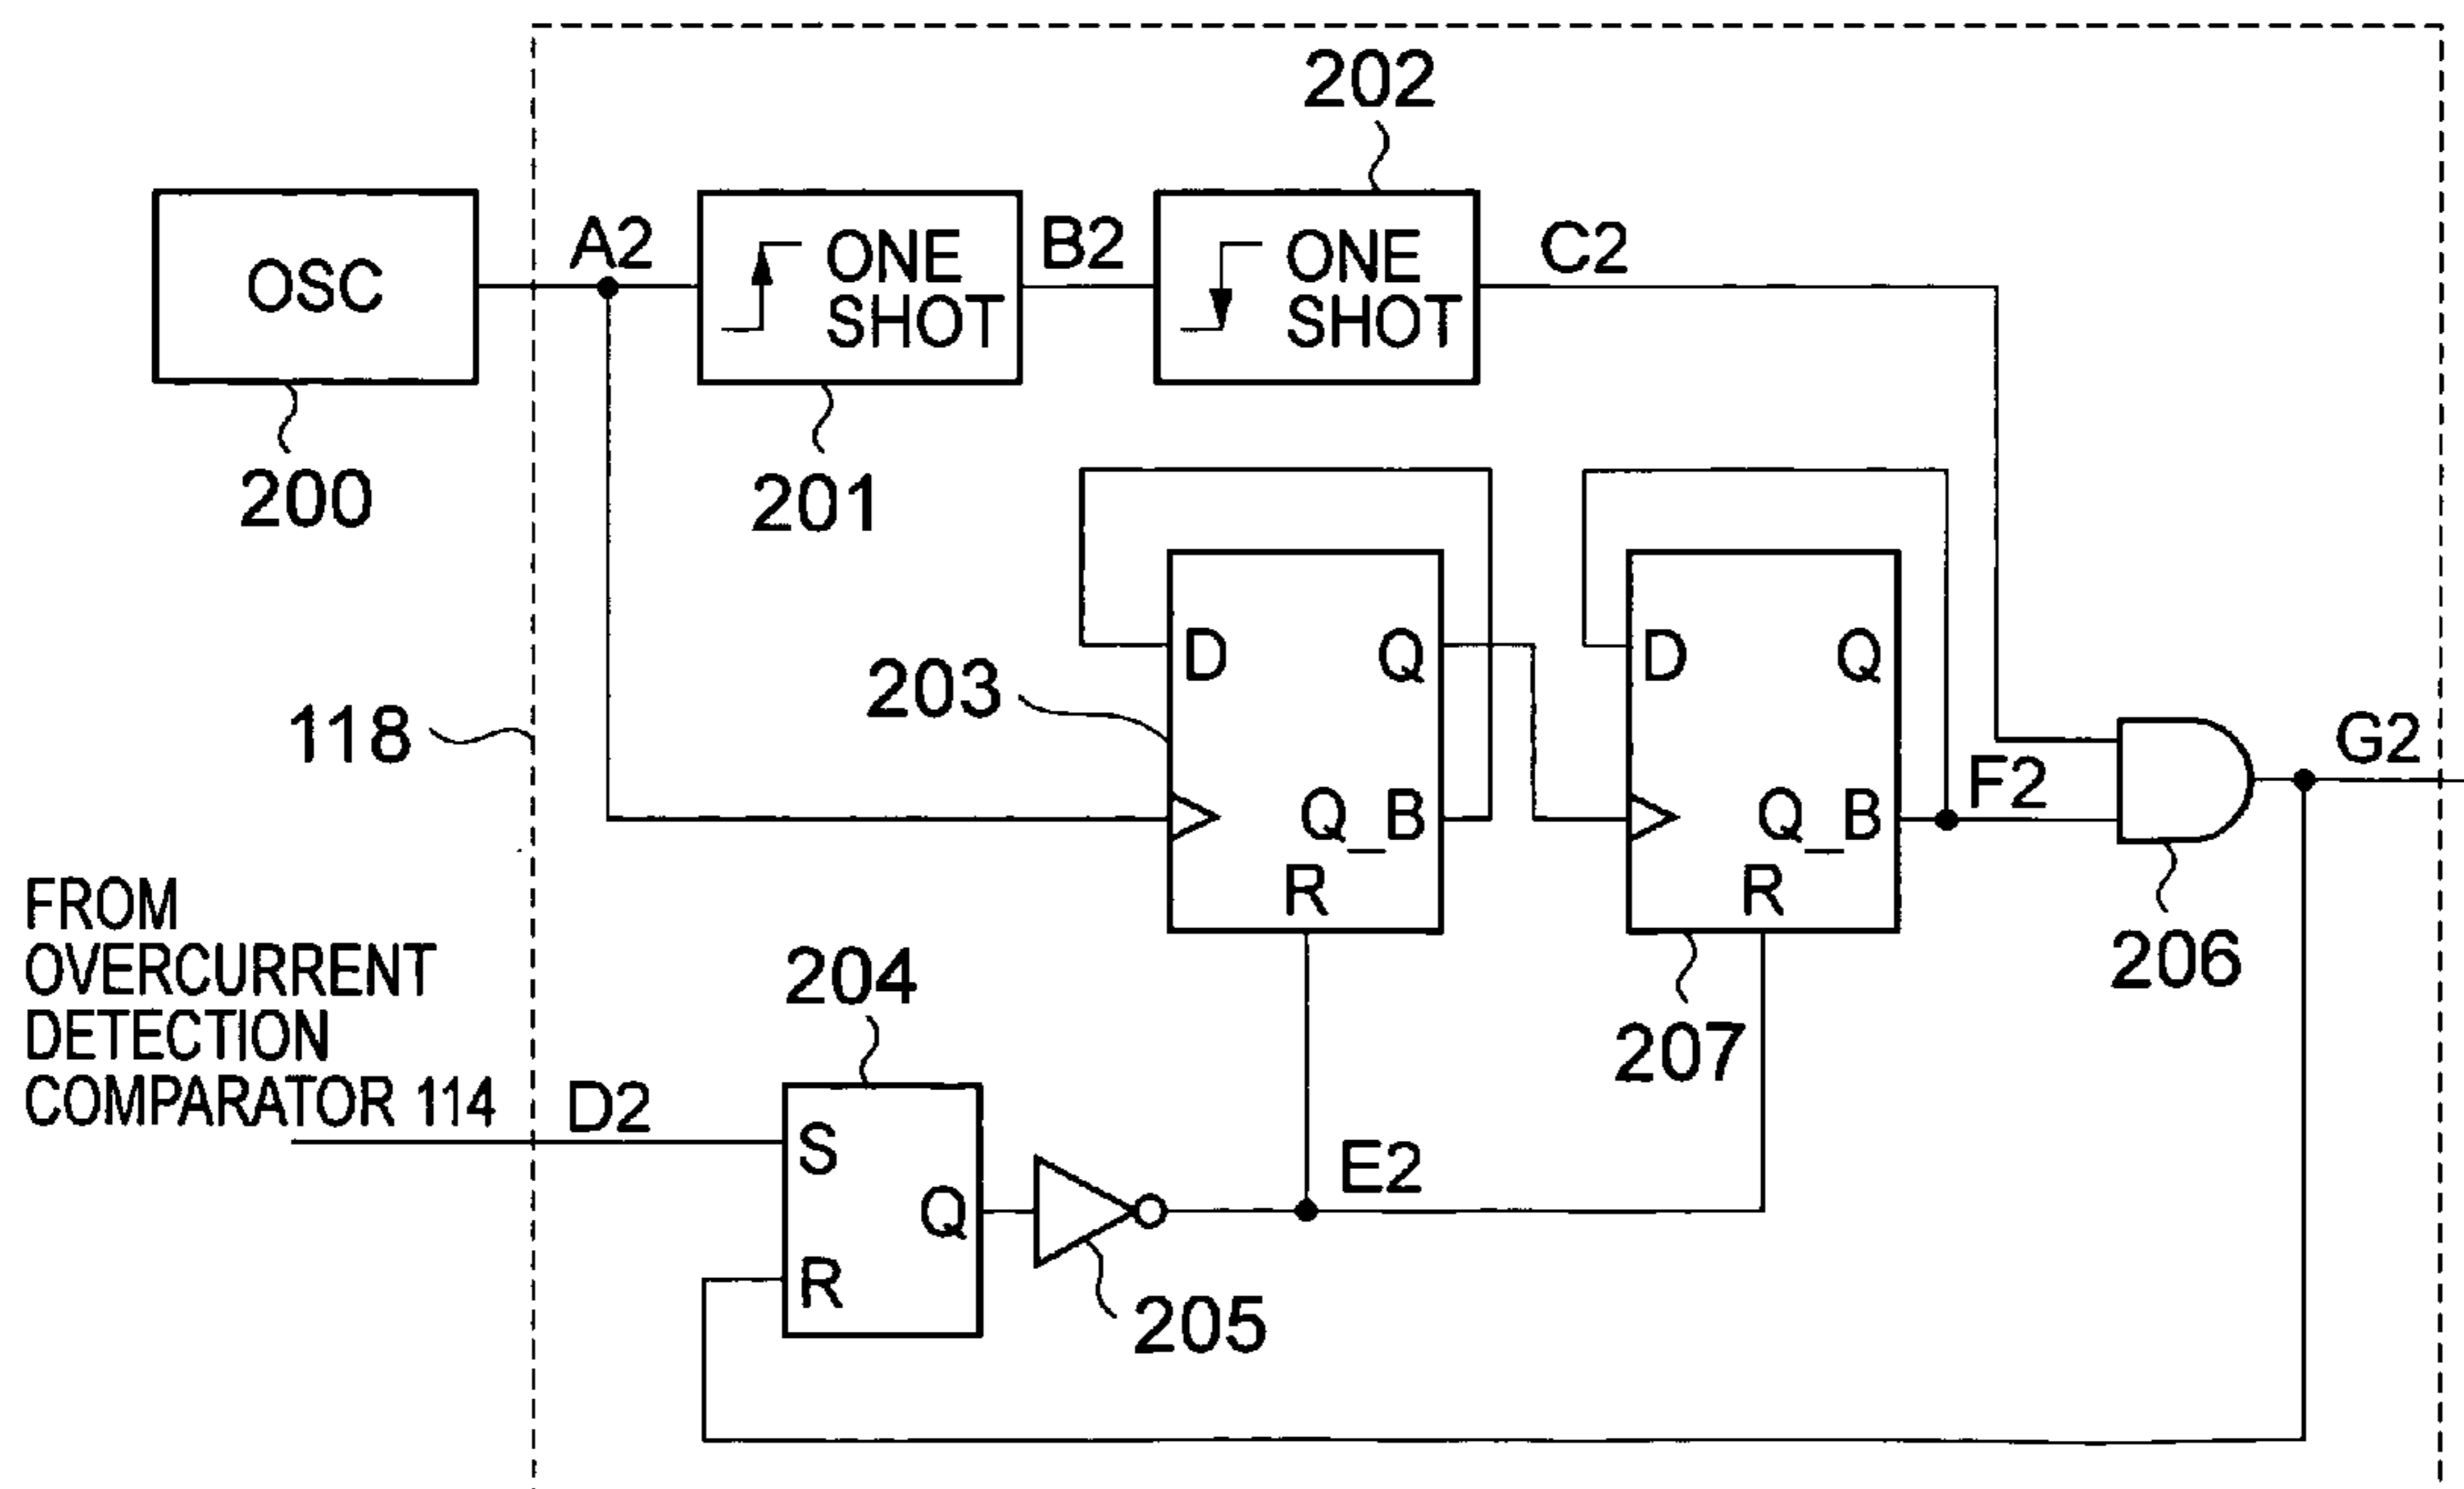 202
OSC
A2
ONE
SHOT
B2
ONE
SHOT
C2
200
201
203
D
Q
Q_B
R
D
Q
Q_B
R
118
F2
G2
206
207
FROM
OVERCURRENT
DETECTION
COMPARATOR 114
204
D2
S
Q
R
E2
205